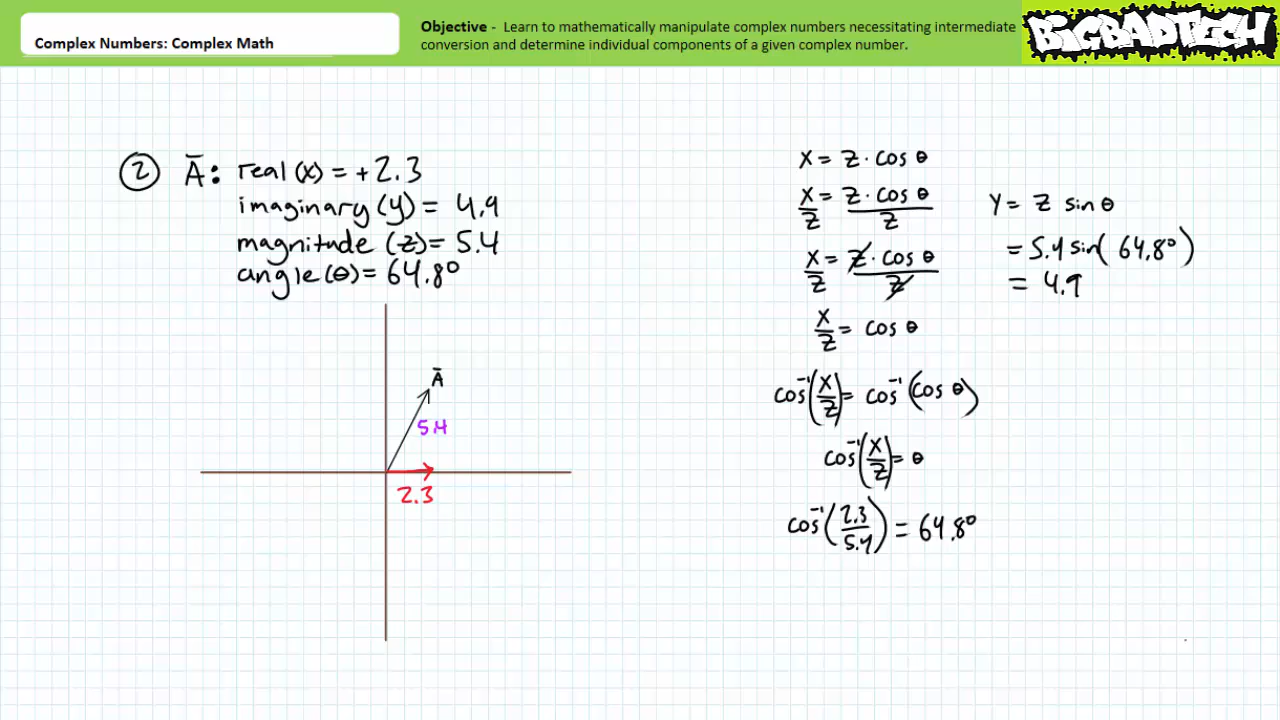 Complex Numbers: Complex Math
Objective - Learn to mathematically manipulate complex numbers necessitating intermediate
conversion and determine individual components of a given complex number.
BIGBADTECH
② Ā: real (x) = +2.3
imaginary (y) = 4.9
magnitude (z) = 5.4
angle (θ) = 64.8°
Ā
5.4
2.3
x = z · cos θ
x/z = z · cos θ/z
x/z = z · cos θ/z
x/z = cos θ
cos⁻¹(x/z) = cos⁻¹(cos θ)
cos⁻¹(x/z) = θ
cos⁻¹(2.3/5.4) = 64.8°
Y = z sin θ
= 5.4 sin(64.8°)
= 4.9